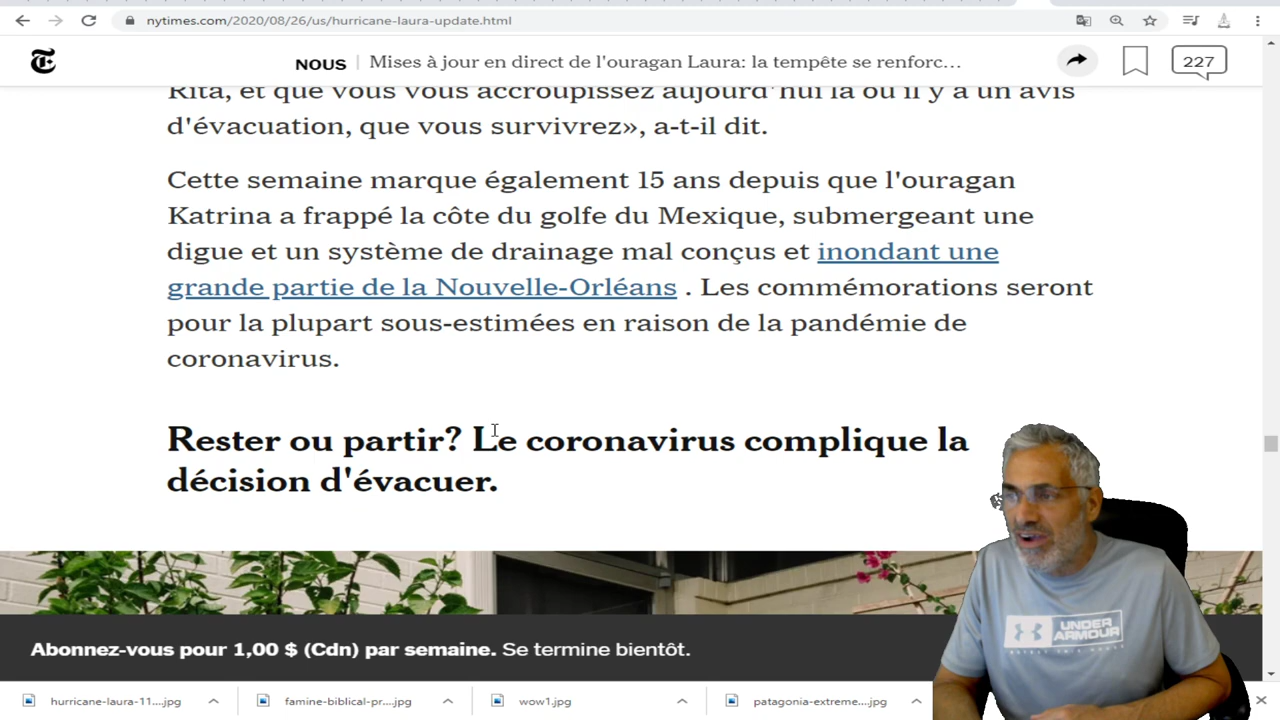 nytimes.com/2020/08/26/us/hurricane-laura-update.html
NOUS | Mises à jour en direct de l'ouragan Laura: la tempête se renforc…
227
Rita, et que vous vous accroupissez aujourd'hui là où il y a un avis
d'évacuation, que vous survivrez», a-t-il dit.
Cette semaine marque également 15 ans depuis que l'ouragan
Katrina a frappé la côte du golfe du Mexique, submergeant une
digue et un système de drainage mal conçus et inondant une
grande partie de la Nouvelle-Orléans . Les commémorations seront
pour la plupart sous-estimées en raison de la pandémie de
coronavirus.
Rester ou partir? Le coronavirus complique la
décision d'évacuer.
Abonnez-vous pour 1,00 $ (Cdn) par semaine. Se termine bientôt.
UNDER
ARMOUR
hurricane-laura-11....jpg
famine-biblical-pr....jpg
wow1.jpg
patagonia-extreme....jpg